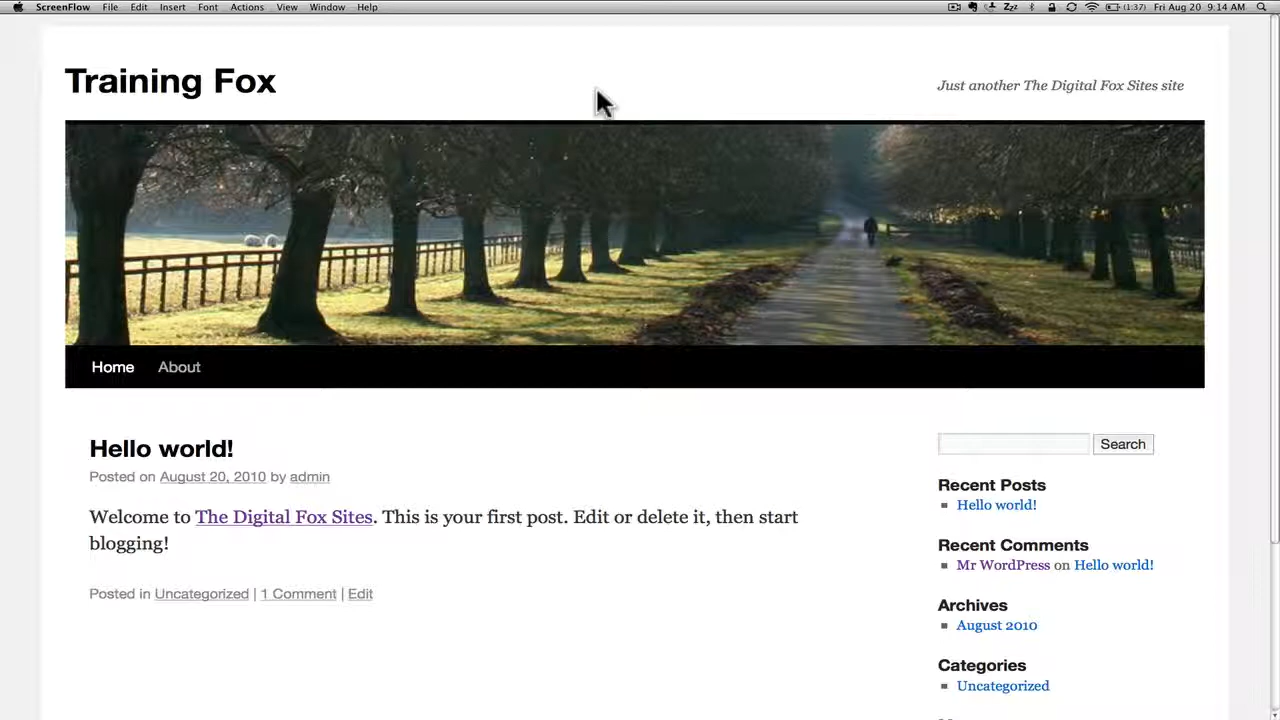 ScreenFlow File Edit Insert Font Actions View Window Help
Zzz (1:37) Fri Aug 20 9:14 AM
Training Fox
Just another The Digital Fox Sites site
Home About
Hello world!
Posted on August 20, 2010 by admin
Welcome to The Digital Fox Sites. This is your first post. Edit or delete it, then start
blogging!
Posted in Uncategorized | 1 Comment | Edit
Search
Recent Posts
Hello world!
Recent Comments
Mr WordPress on Hello world!
Archives
August 2010
Categories
Uncategorized